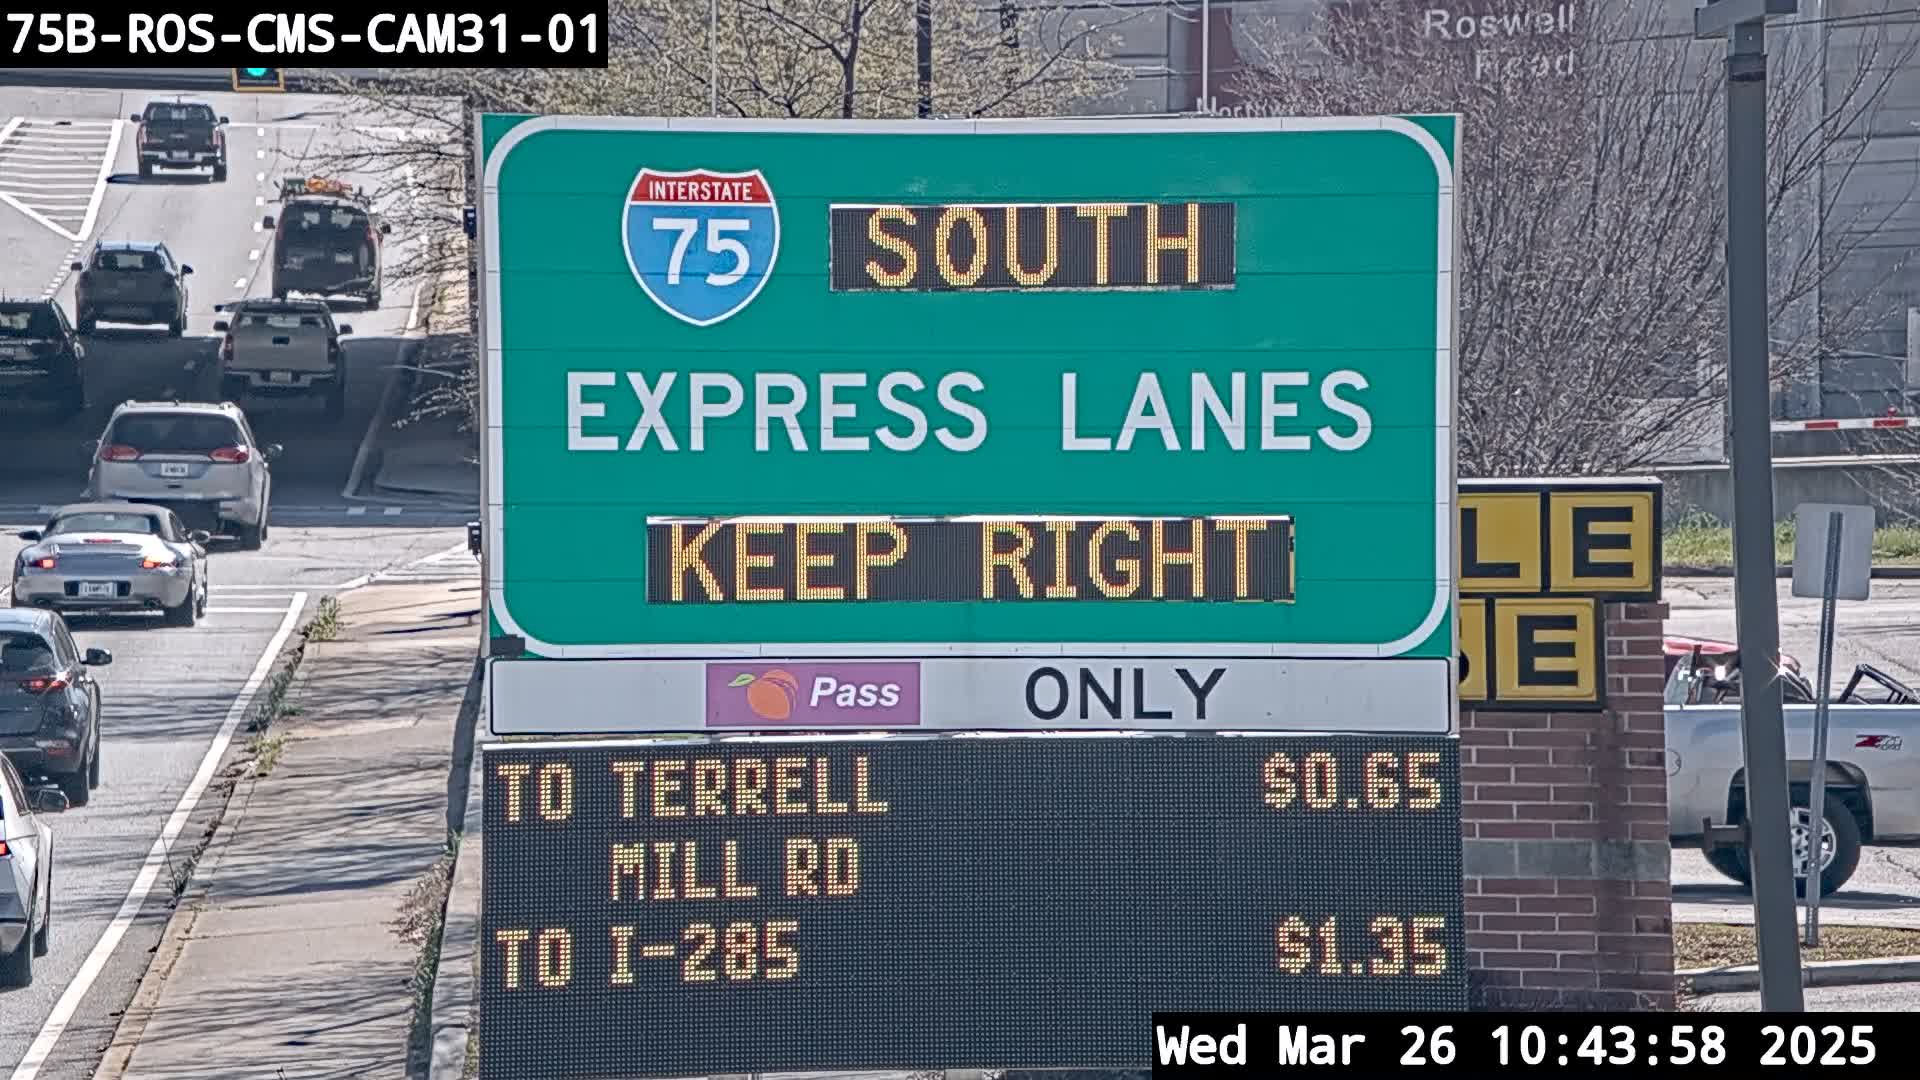 75B-ROS-CMS-CAM31-01
Roswell
Road
INTERSTATE
75
SOUTH
EXPRESS LANES
KEEP RIGHT
Pass ONLY
TO TERRELL $0.65
MILL RD
TO I-285 $1.35
LE
E
Z71
Wed Mar 26 10:43:58 2025